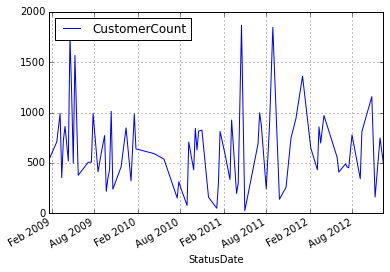 2000
1500
1000
500
0
CustomerCount
Feb 2009
Aug 2009
Feb 2010
Aug 2010
Feb 2011
Aug 2011
Feb 2012
Aug 2012
StatusDate